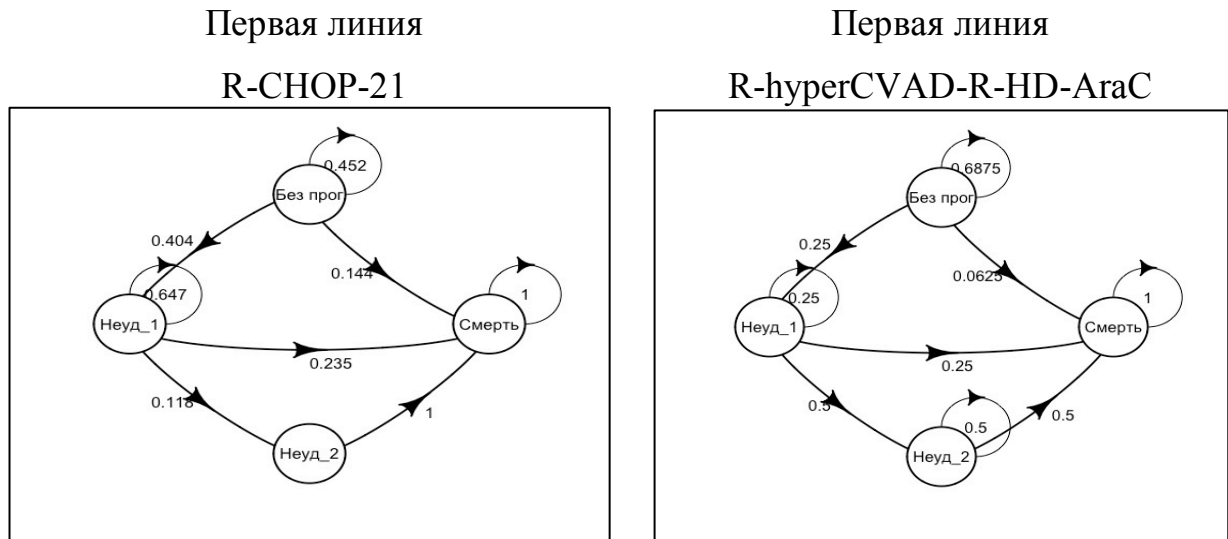 Первая линия
R-CHOP-21
0.452
Без прог
0.404
0.144
0.647
1
Неуд_1
Смерть
0.235
0.118
1
Неуд_2
Первая линия
R-hyperCVAD-R-HD-AraC
0.6875
Без прог
0.25
0.0625
0.25
1
Неуд_1
Смерть
0.25
0.5
0.5
0.5
Неуд_2